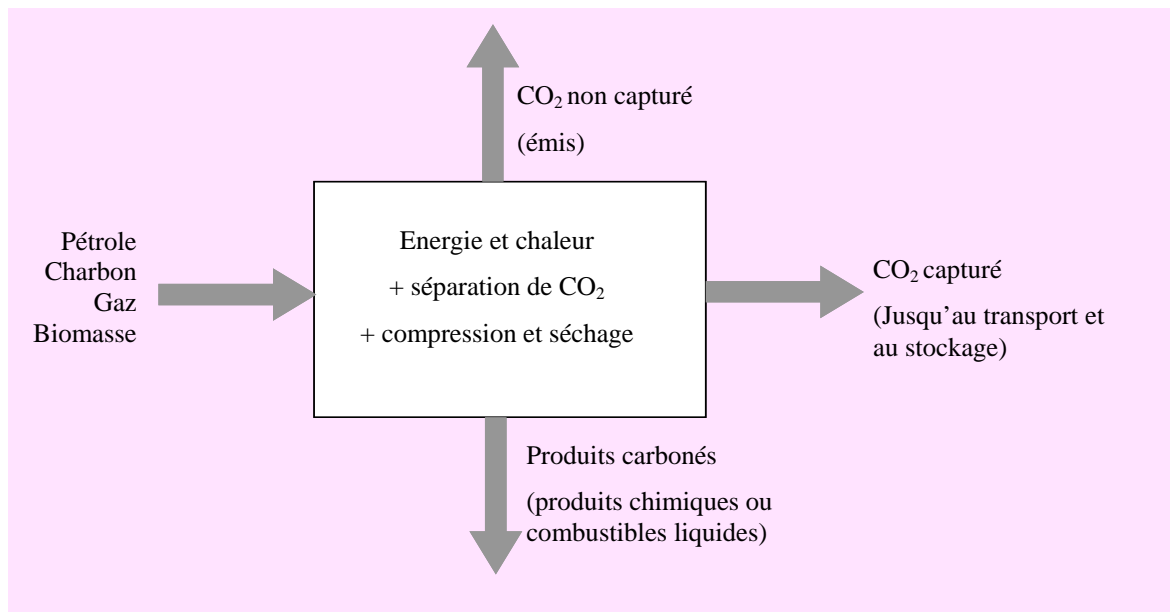 CO₂ non capturé
(émis)
Pétrole
Charbon
Gaz
Biomasse
Energie et chaleur
+ séparation de CO₂
+ compression et séchage
CO₂ capturé
(Jusqu’au transport et
au stockage)
Produits carbonés
(produits chimiques ou
combustibles liquides)